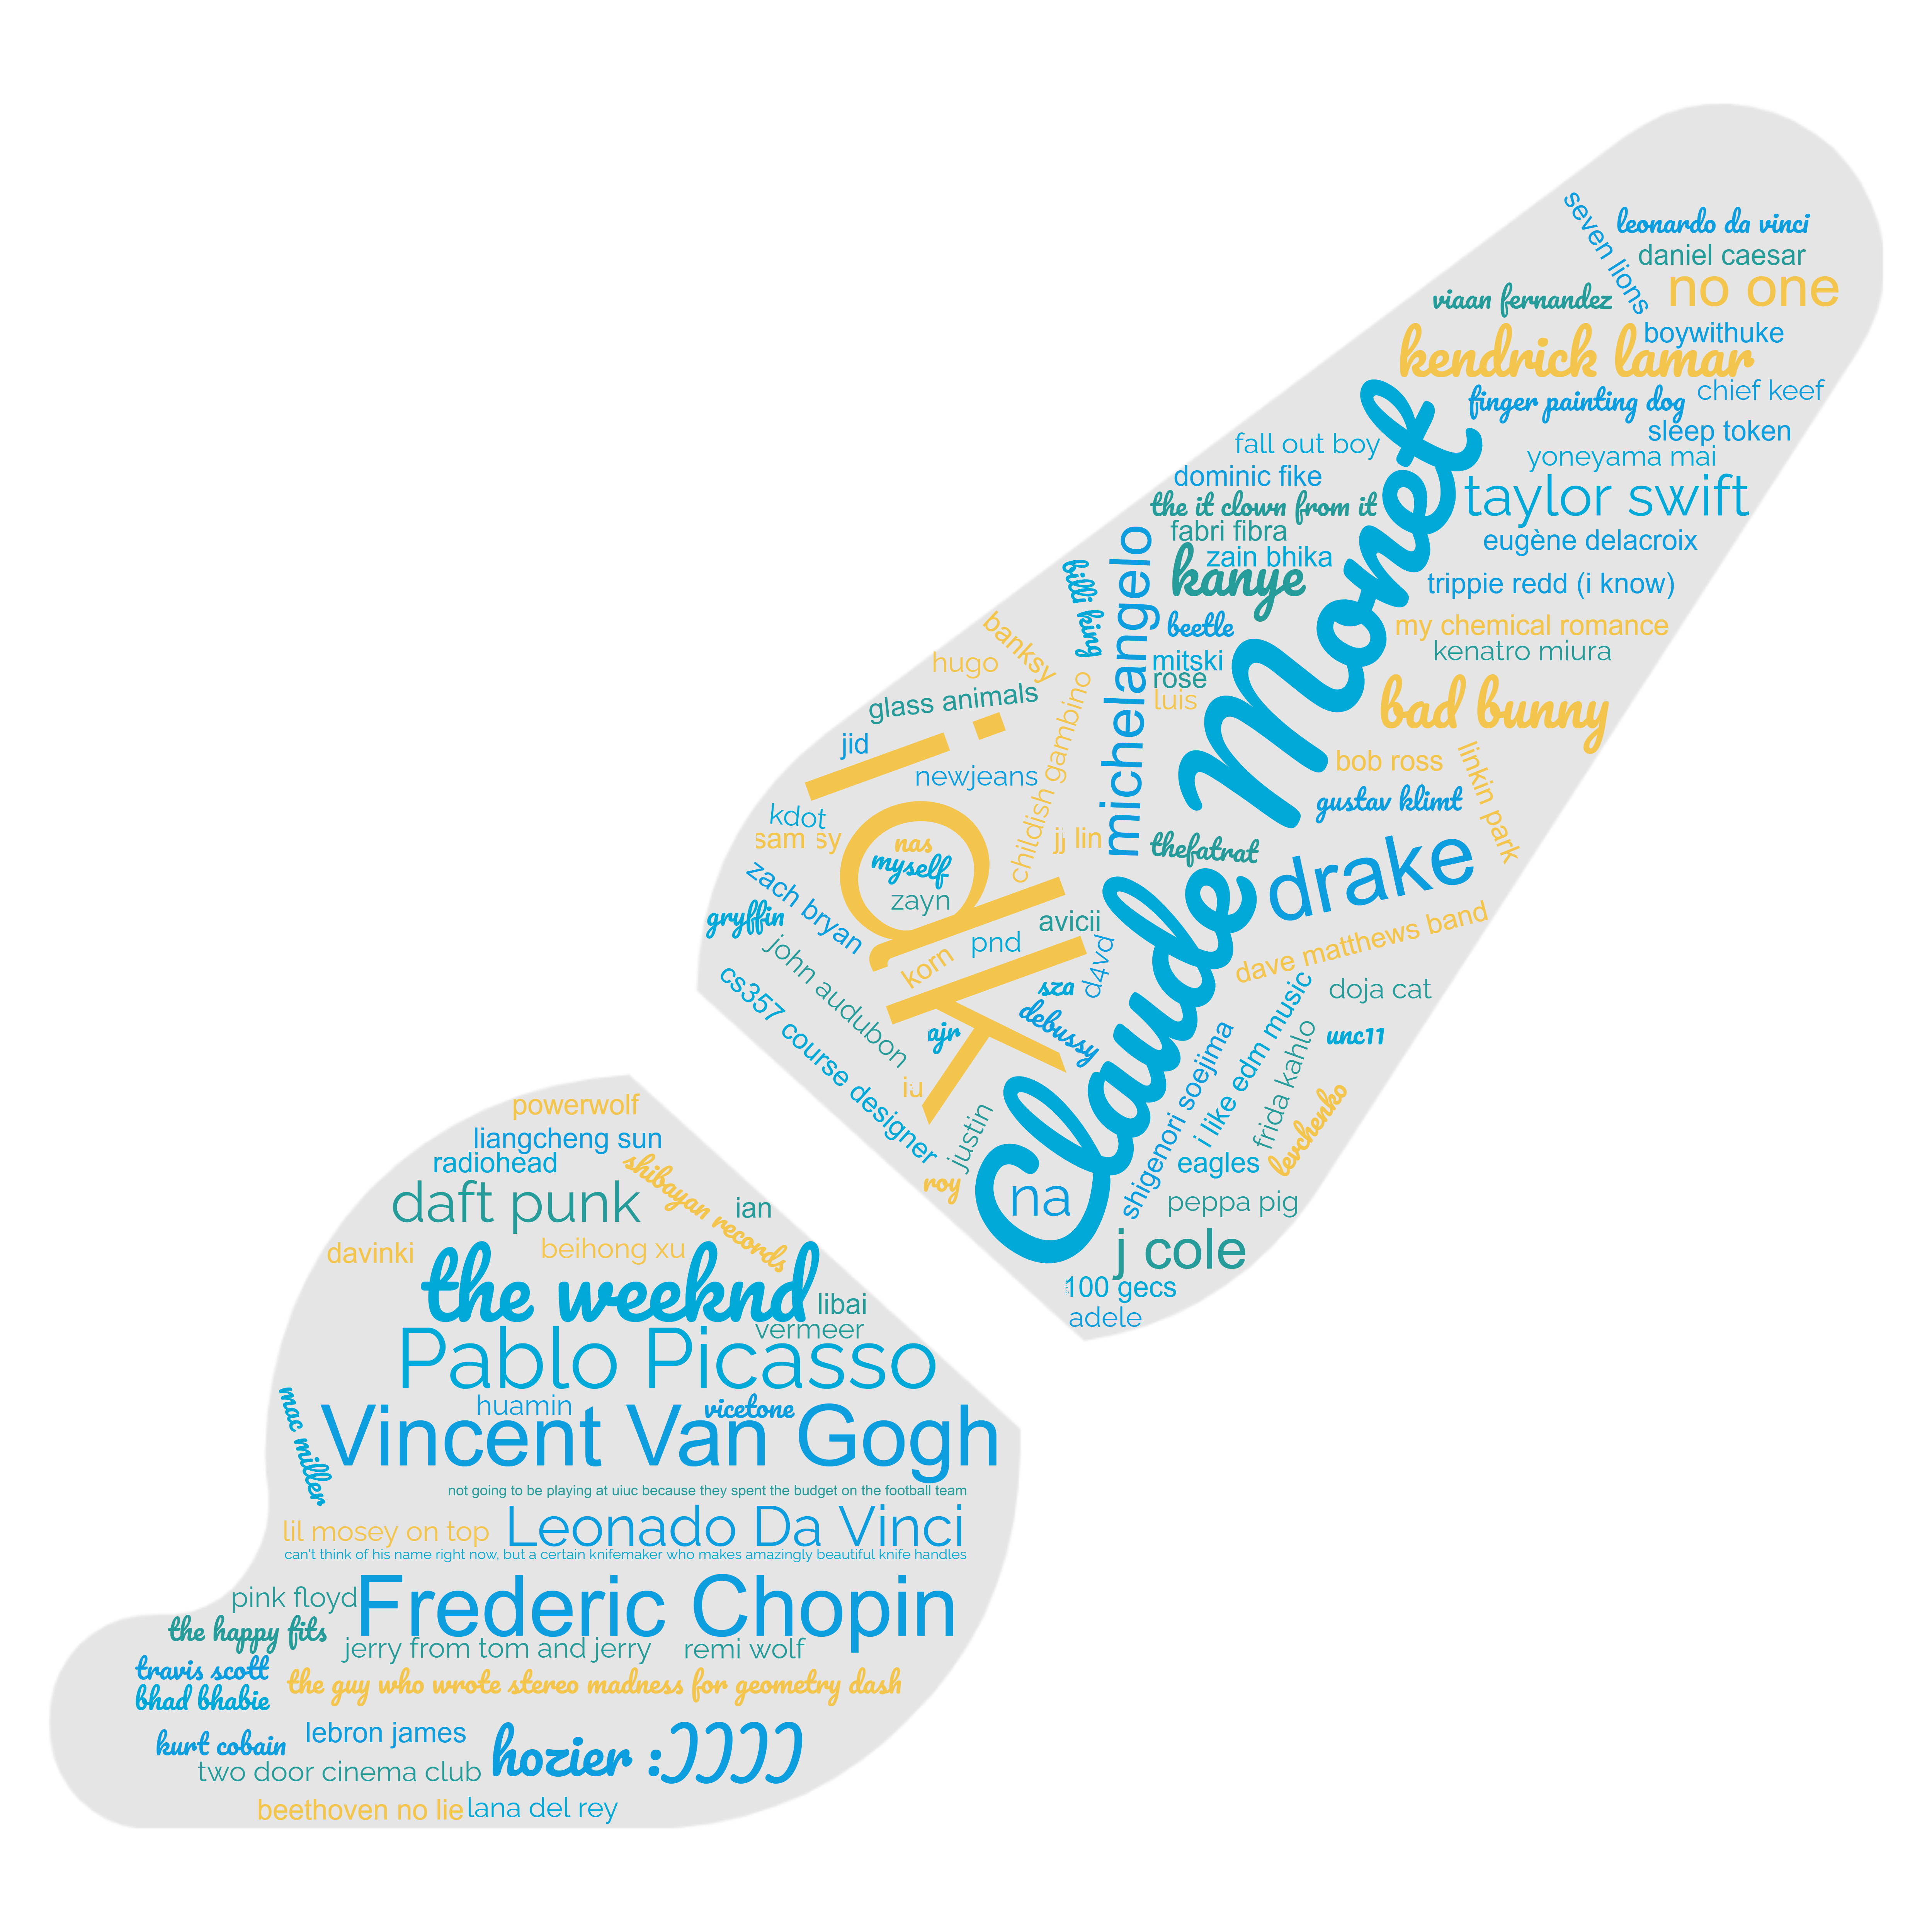 seven lions
leonardo da vinci
daniel caesar
no one
viaan fernandez
boywithuke
kendrick lamar
chief keef
finger painting dog
sleep token
fall out boy
yoneyama mai
dominic fike
taylor swift
the it clown from it
fabri fibra
eugène delacroix
zain bhika
kanye
trippie redd (i know)
billi king
michelangelo
beetle
my chemical romance
kenatro miura
banksy
hugo
mitski
rose
luis
glass animals
bad bunny
Claude Monet
jid
newjeans
childish gambino
bob ross
linkin park
gustav klimt
kdot
sam sy
idk
nas
myself
zayn
jj lin
thefatrat
drake
zach bryan
gryffin
avicii
pnd
korn
d4vd
dave matthews band
john audubon
cs357 course designer
sza
debussy
doja cat
i like edm music
ajr
iu
unc11
shigenori soejima
frida kahlo
levchenko
justin
roy
na
eagles
peppa pig
j cole
100 gecs
adele
powerwolf
liangcheng sun
radiohead
shibayan records
daft punk
ian
davinki
beihong xu
the weeknd
libai
vermeer
Pablo Picasso
mac miller
huamin
vicetone
Vincent Van Gogh
not going to be playing at uiuc because they spent the budget on the football team
lil mosey on top
Leonado Da Vinci
can't think of his name right now, but a certain knifemaker who makes amazingly beautiful knife handles
pink floyd
Frederic Chopin
the happy fits
jerry from tom and jerry
remi wolf
travis scott
the guy who wrote stereo madness for geometry dash
bhad bhabie
kurt cobain
lebron james
hozier :))))
two door cinema club
beethoven no lie
lana del rey